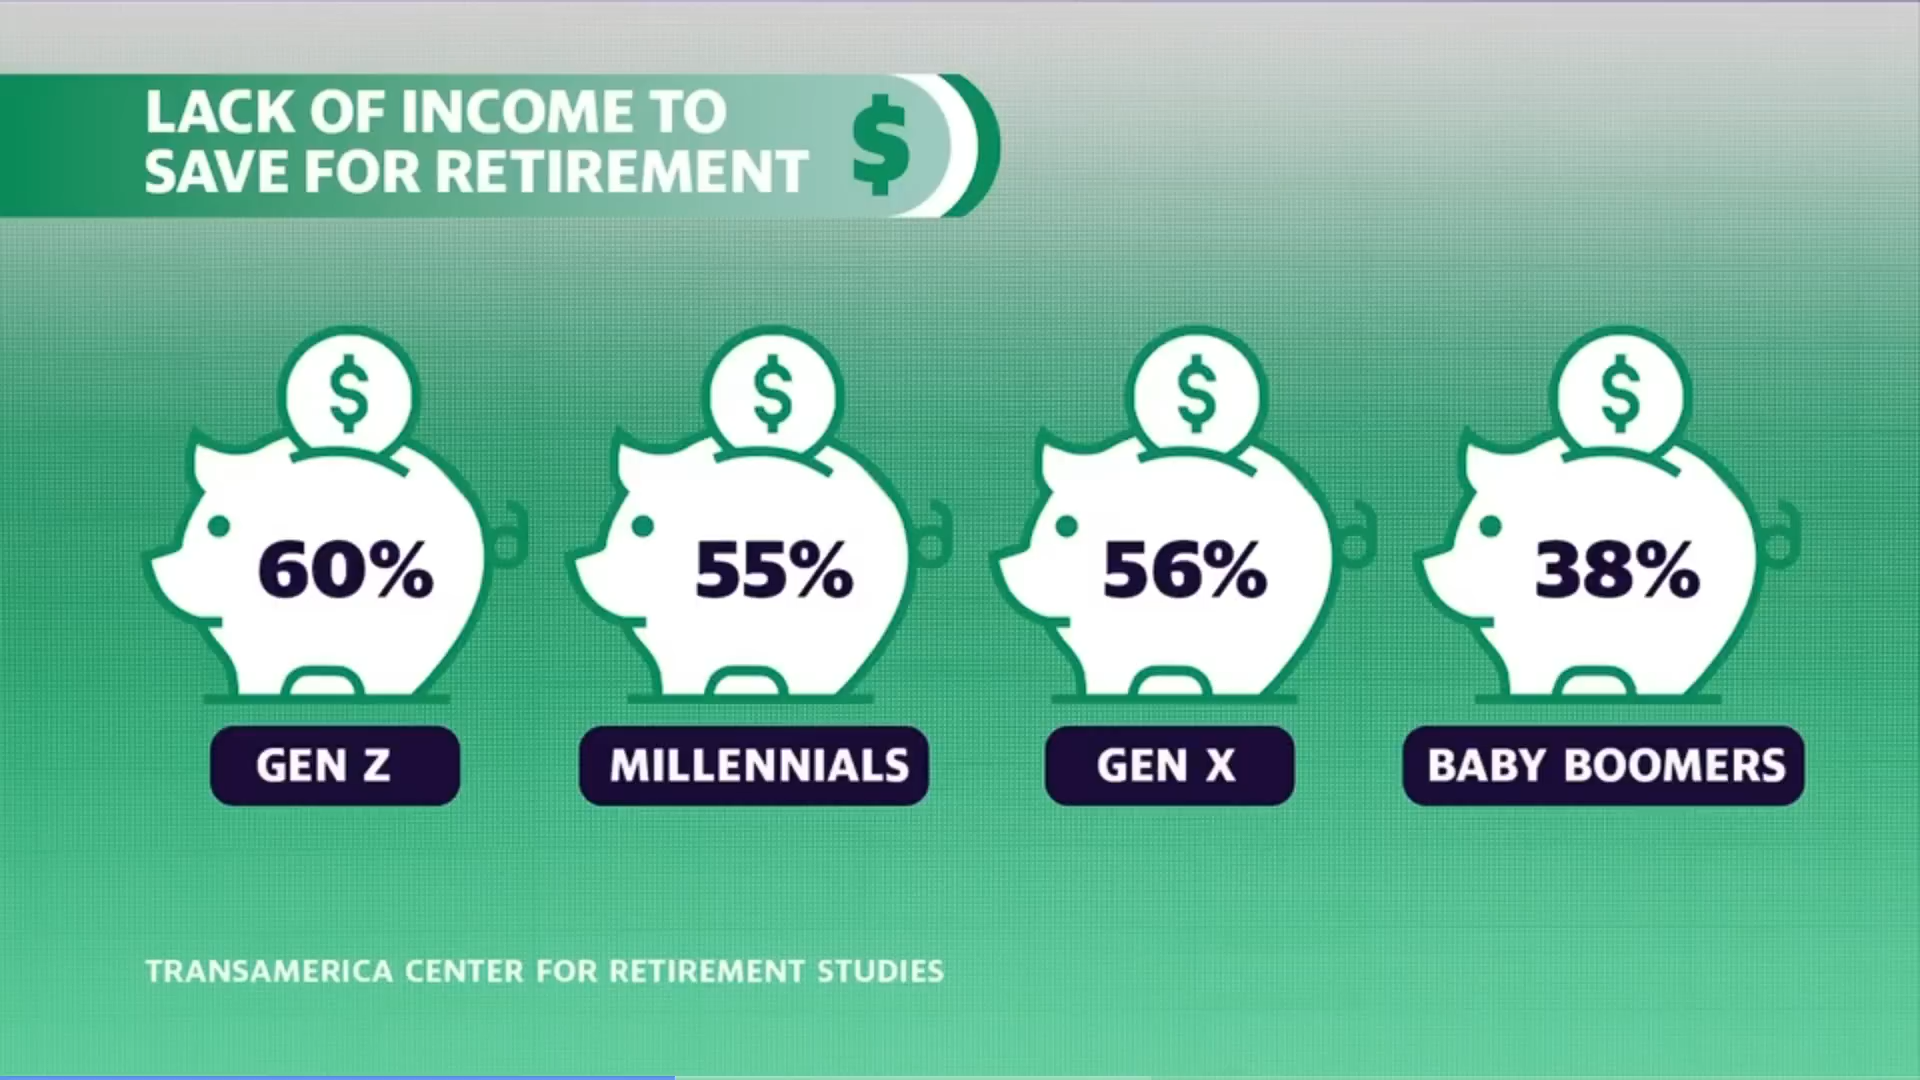 LACK OF INCOME TO
SAVE FOR RETIREMENT
$
$ $ $ $
60% 55% 56% 38%
GEN Z MILLENNIALS GEN X BABY BOOMERS
TRANSAMERICA CENTER FOR RETIREMENT STUDIES